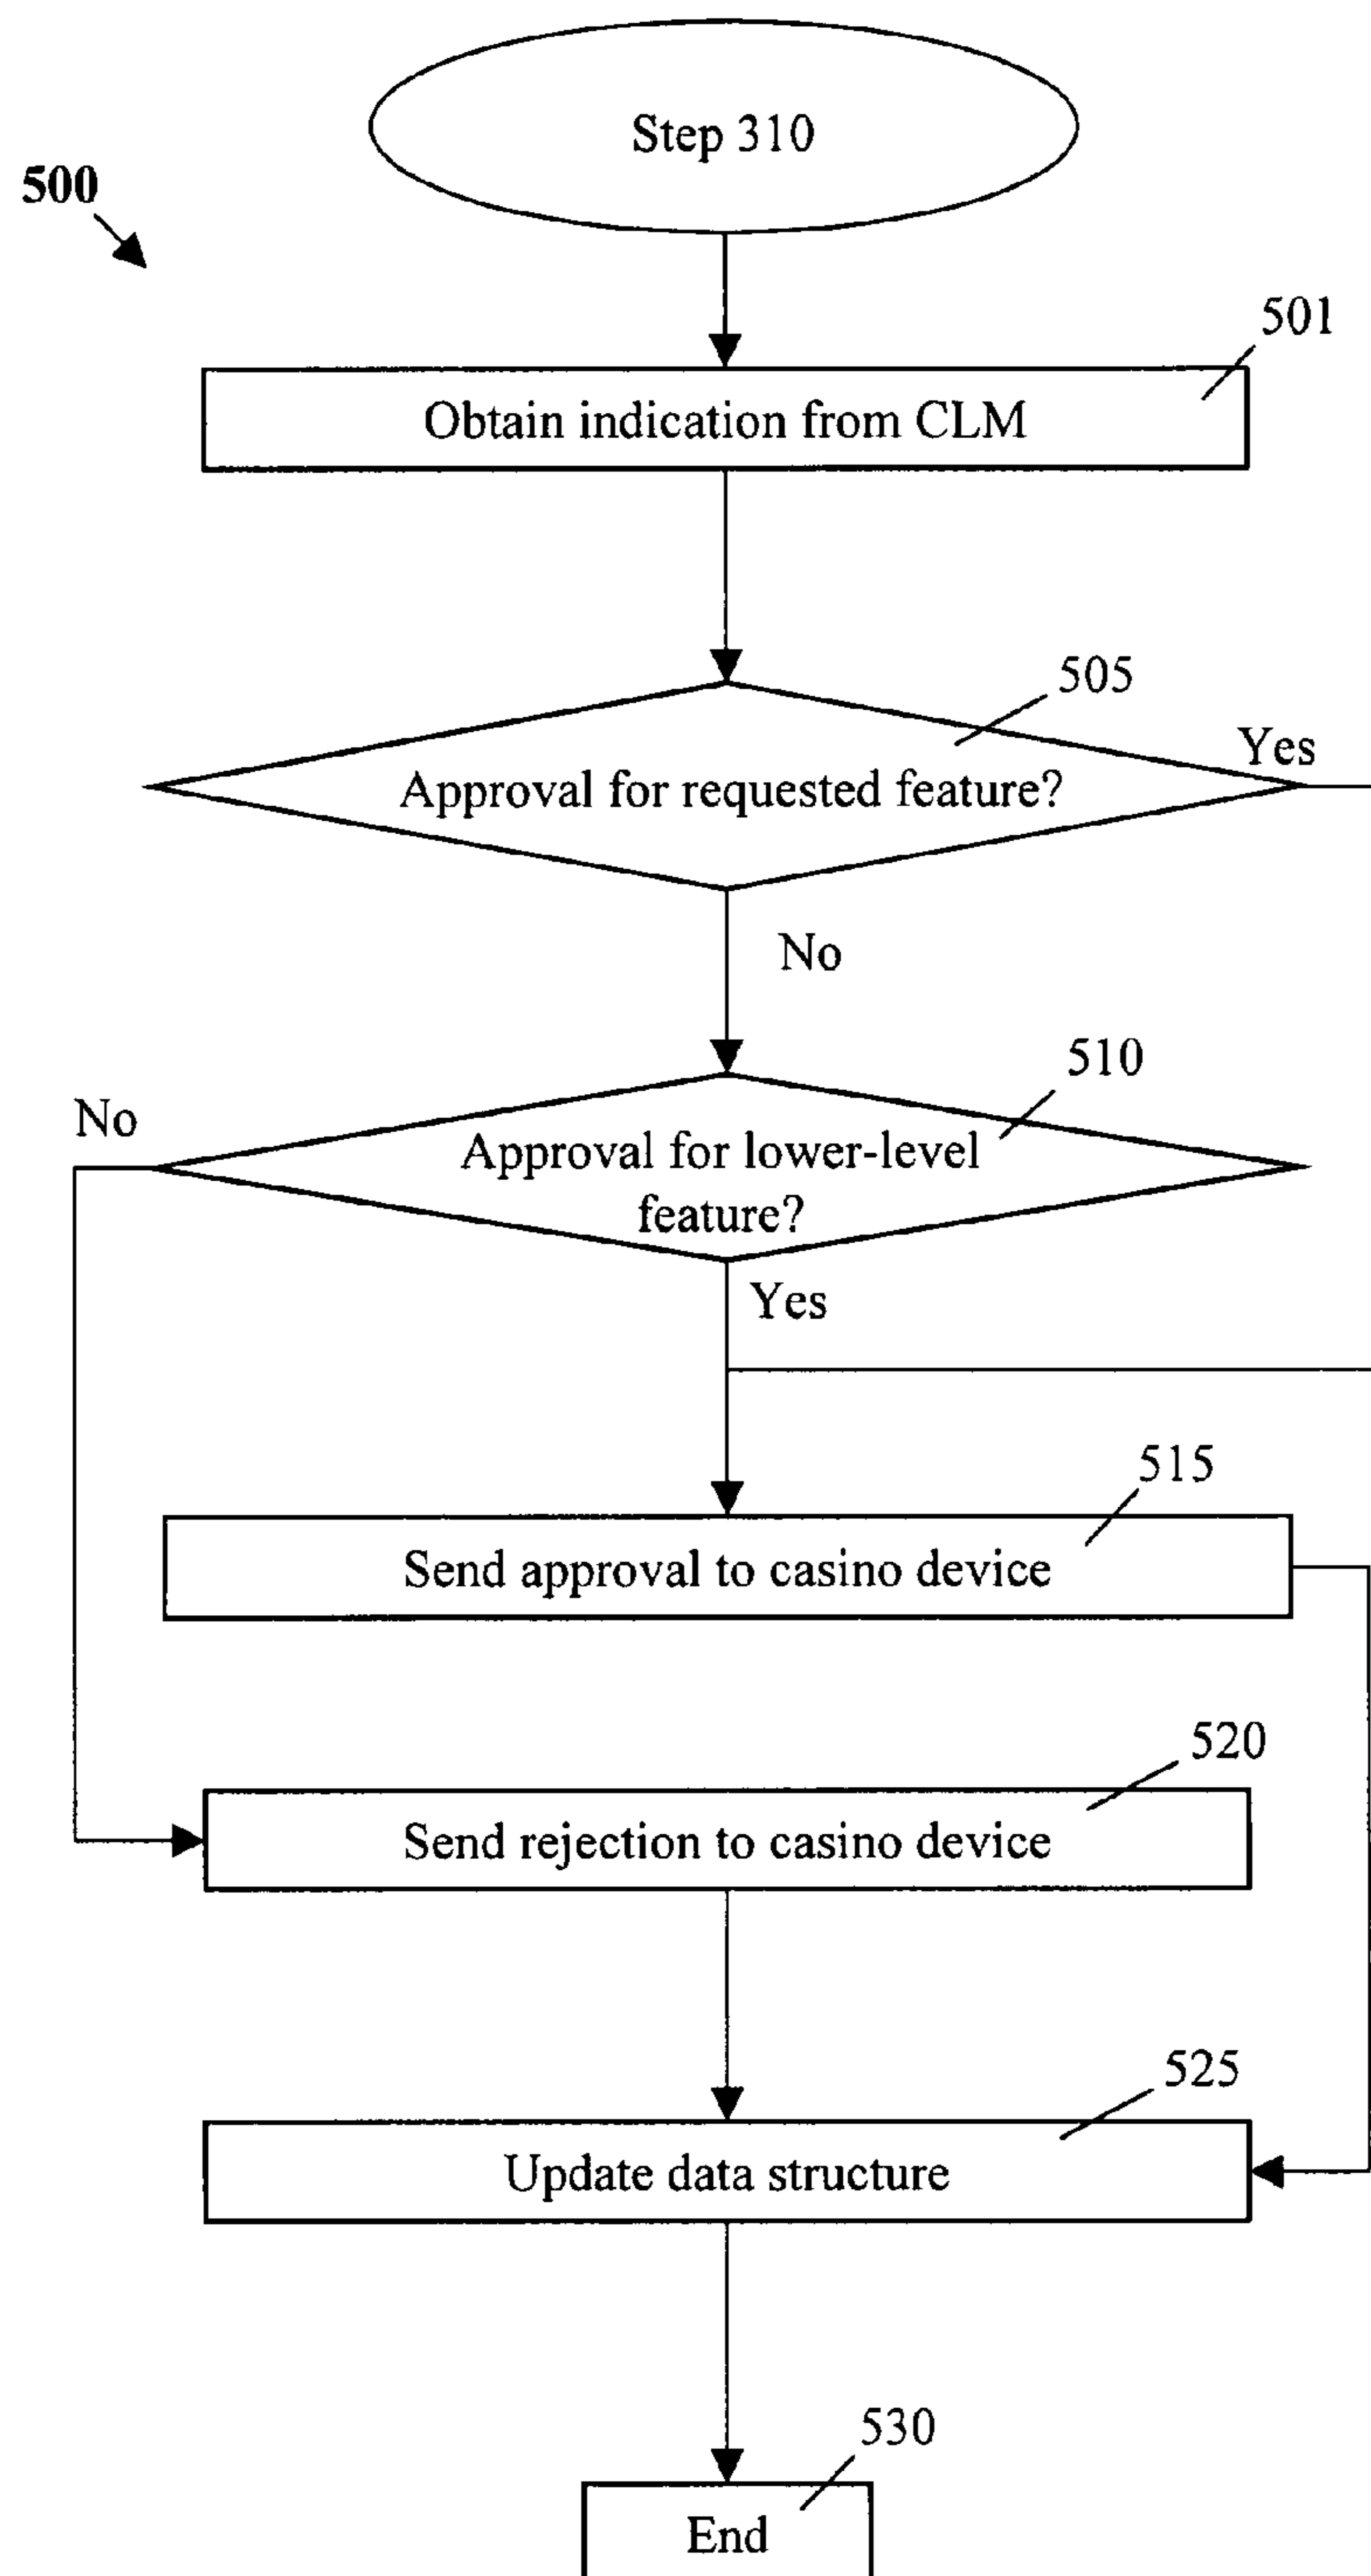 Step 310
500
501
Obtain indication from CLM
505
Yes
Approval for requested feature?
No
510
No
Approval for lower-level
feature?
Yes
515
Send approval to casino device
520
Send rejection to casino device
525
Update data structure
530
End